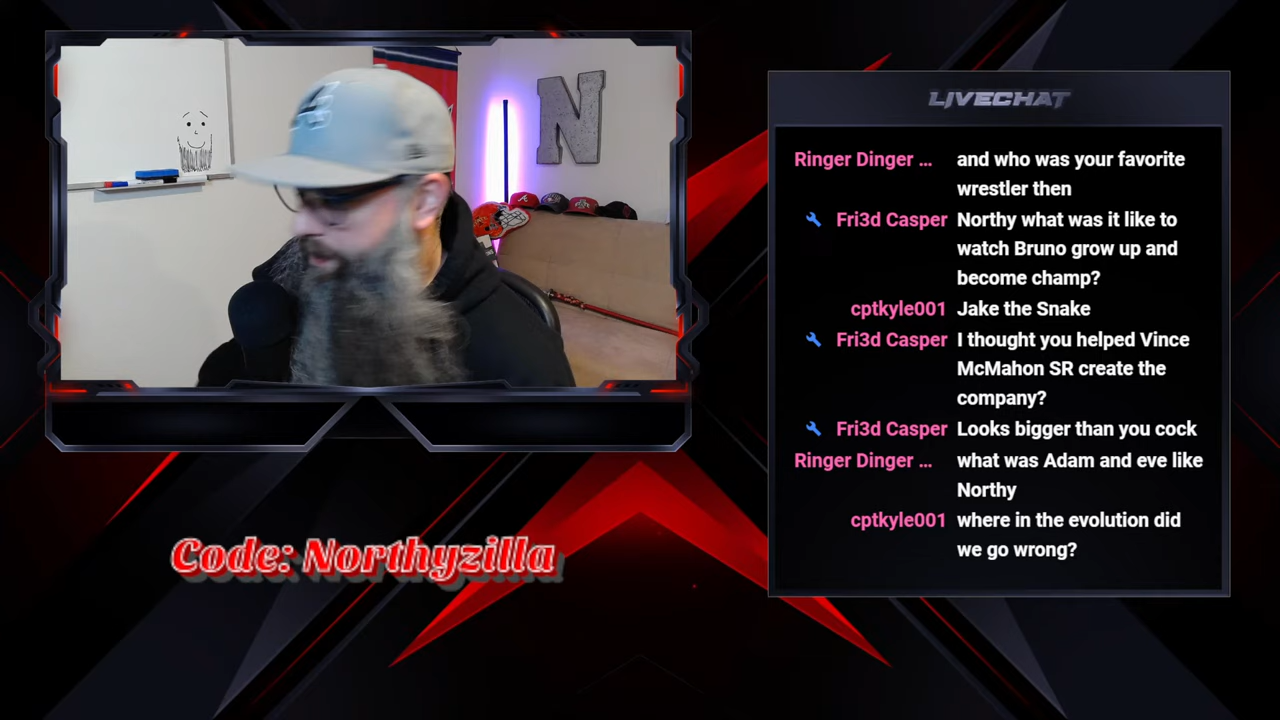 N
LIVECHAT
Ringer Dinger ... and who was your favorite
wrestler then
Fri3d Casper Northy what was it like to
watch Bruno grow up and
become champ?
cptkyle001 Jake the Snake
Fri3d Casper I thought you helped Vince
McMahon SR create the
company?
Fri3d Casper Looks bigger than you cock
Ringer Dinger ... what was Adam and eve like
Northy
cptkyle001 where in the evolution did
we go wrong?
Code: Northyzilla